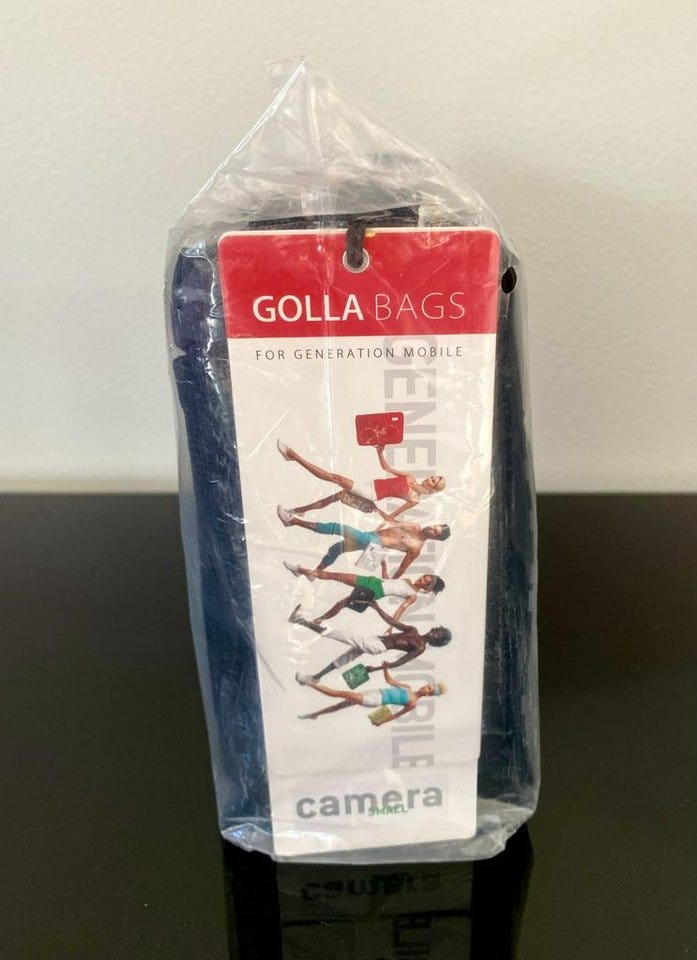 GOLLA BAGS
FOR GENERATION MOBILE
GENERATION MOBILE
camera
SMALL